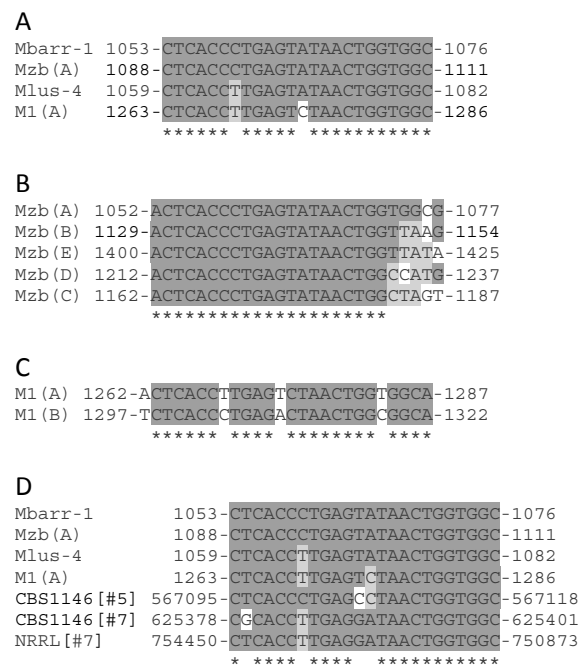 A
Mbarr-1 1053-CTCACCCTGAGTATAACTGGTGGC-1076
Mzb(A) 1088-CTCACCCTGAGTATAACTGGTGGC-1111
Mlus-4 1059-CTCACCTTGAGTATAACTGGTGGC-1082
M1(A) 1263-CTCACCTTGAGTCTAACTGGTGGC-1286
****** ***** ***********
B
Mzb(A) 1052-ACTCACCCTGAGTATAACTGGTGGCG-1077
Mzb(B) 1129-ACTCACCCTGAGTATAACTGGTTAAG-1154
Mzb(E) 1400-ACTCACCCTGAGTATAACTGGTTATA-1425
Mzb(D) 1212-ACTCACCCTGAGTATAACTGGCCATG-1237
Mzb(C) 1162-ACTCACCCTGAGTATAACTGGCTAGT-1187
*********************
C
M1(A) 1262-ACTCACCTTGAGTCTAACTGGTGGCA-1287
M1(B) 1297-TCTCACCCTGAGACTAACTGGCGGCA-1322
****** **** ******** ****
D
Mbarr-1 1053-CTCACCCTGAGTATAACTGGTGGC-1076
Mzb(A) 1088-CTCACCCTGAGTATAACTGGTGGC-1111
Mlus-4 1059-CTCACCTTGAGTATAACTGGTGGC-1082
M1(A) 1263-CTCACCTTGAGTCTAACTGGTGGC-1286
CBS1146[#5] 567095-CTCACCCTGAGCCTAACTGGTGGC-567118
CBS1146[#7] 625378-CGCACCTTGAGGATAACTGGTGGC-625401
NRRL[#7] 754450-CTCACCTTGAGGATAACTGGTGGC-750873
* **** **** ***********